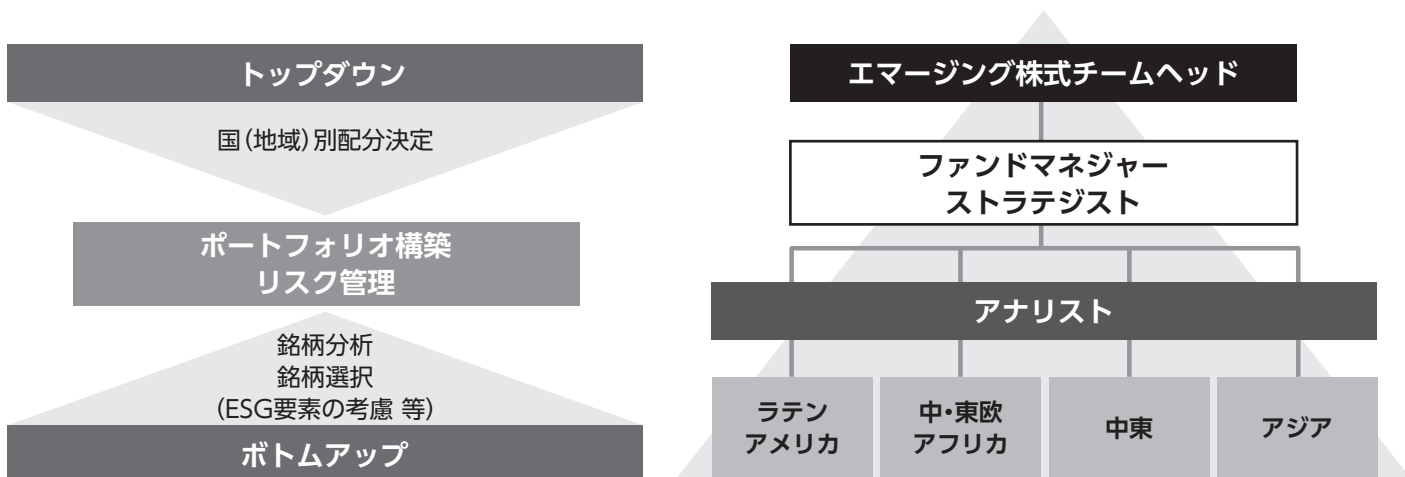 トップダウン
国(地域)別配分決定
ポートフォリオ構築
リスク管理
銘柄分析
銘柄選択
(ESG要素の考慮 等)
ボトムアップ
エマージング株式チームヘッド
ファンドマネジャー
ストラテジスト
アナリスト
ラテン
アメリカ
中・東欧
アフリカ
中東
アジア